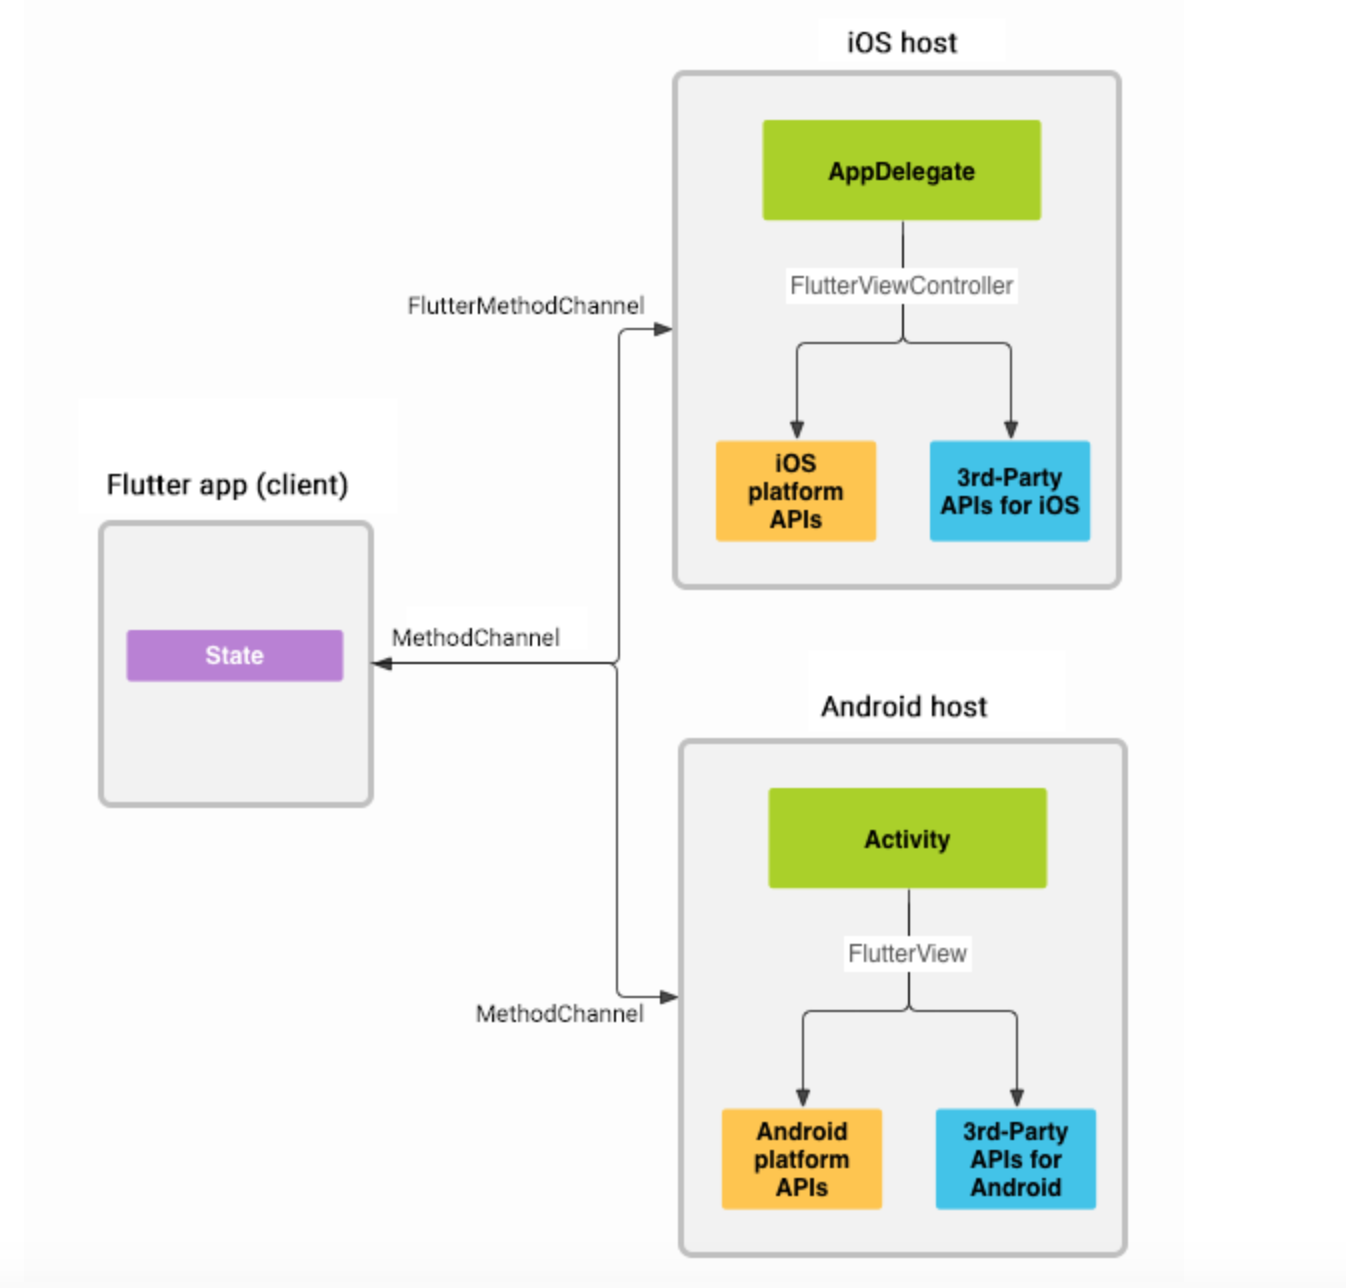 iOS host
AppDelegate
FlutterViewController
FlutterMethodChannel
iOS
platform
APIs
3rd-Party
APIs for iOS
Flutter app (client)
State
MethodChannel
Android host
Activity
FlutterView
MethodChannel
Android
platform
APIs
3rd-Party
APIs for
Android